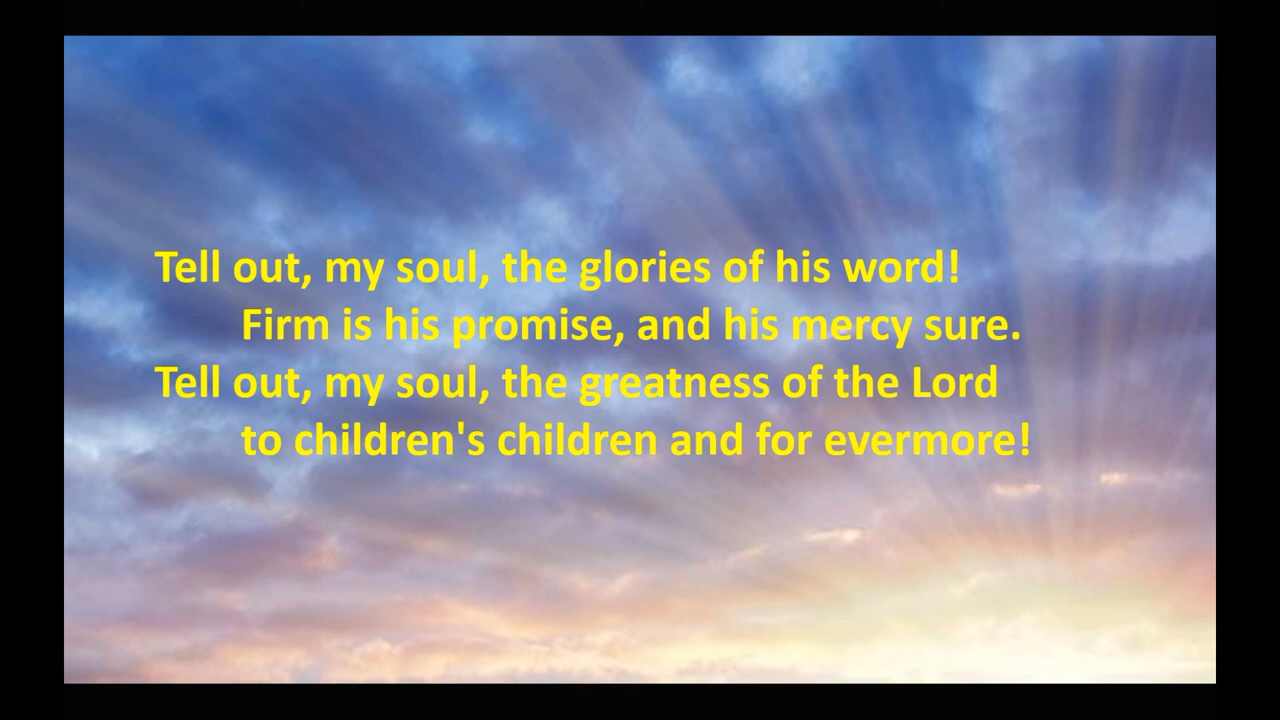 Tell out, my soul, the glories of his word!
Firm is his promise, and his mercy sure.
Tell out, my soul, the greatness of the Lord
to children's children and for evermore!